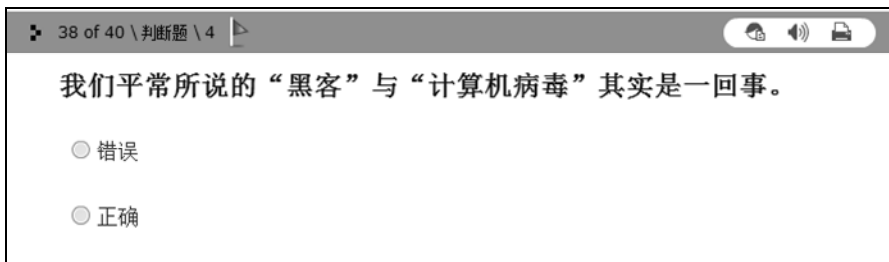 38 of 40 \ 判断题 \ 4
我们平常所说的“黑客”与“计算机病毒”其实是一回事。
错误
正确